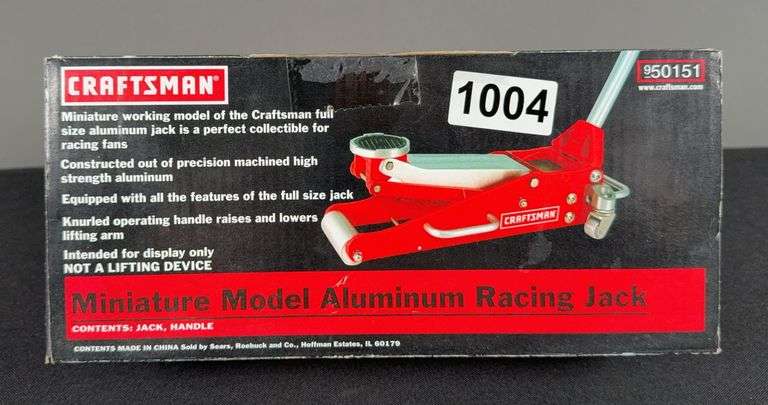 CRAFTSMAN®
Miniature working model of the Craftsman full
size aluminum jack is a perfect collectible for
racing fans
Constructed out of precision machined high
strength aluminum
Equipped with all the features of the full size jack
Knurled operating handle raises and lowers
lifting arm
Intended for display only
NOT A LIFTING DEVICE
1004
950151
www.craftsman.com
CRAFTSMAN
Miniature Model Aluminum Racing Jack
CONTENTS: JACK, HANDLE
CONTENTS MADE IN CHINA Sold by Sears, Roebuck and Co., Hoffman Estates, IL 60179